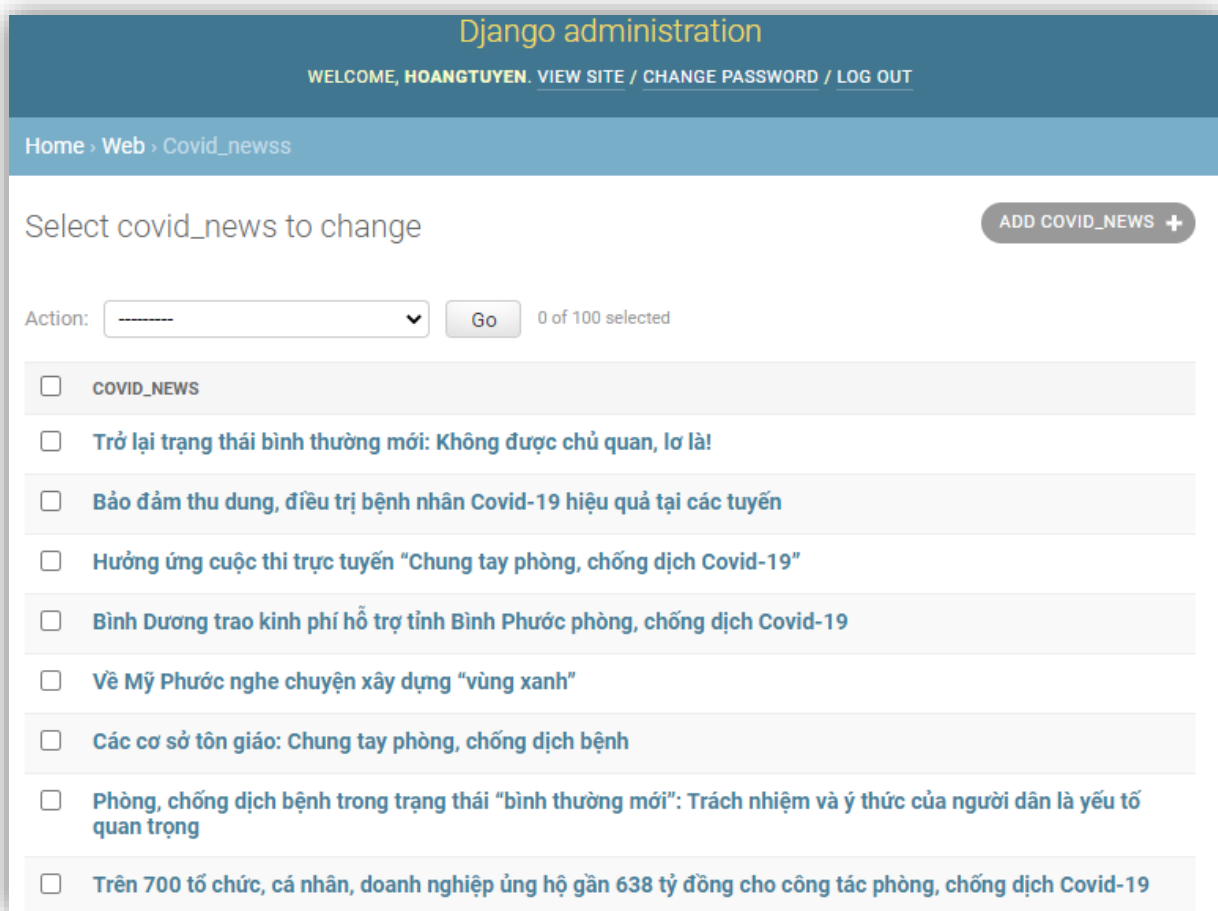 Django administration
WELCOME, HOANGTUYEN. VIEW SITE / CHANGE PASSWORD / LOG OUT
Home › Web › Covid_newss
Select covid_news to change
ADD COVID_NEWS +
Action: --------- Go 0 of 100 selected
COVID_NEWS
Trở lại trạng thái bình thường mới: Không được chủ quan, lơ là!
Bảo đảm thu dung, điều trị bệnh nhân Covid-19 hiệu quả tại các tuyến
Hưởng ứng cuộc thi trực tuyến “Chung tay phòng, chống dịch Covid-19”
Bình Dương trao kinh phí hỗ trợ tỉnh Bình Phước phòng, chống dịch Covid-19
Về Mỹ Phước nghe chuyện xây dựng “vùng xanh”
Các cơ sở tôn giáo: Chung tay phòng, chống dịch bệnh
Phòng, chống dịch bệnh trong trạng thái “bình thường mới”: Trách nhiệm và ý thức của người dân là yếu tố
quan trọng
Trên 700 tổ chức, cá nhân, doanh nghiệp ủng hộ gần 638 tỷ đồng cho công tác phòng, chống dịch Covid-19